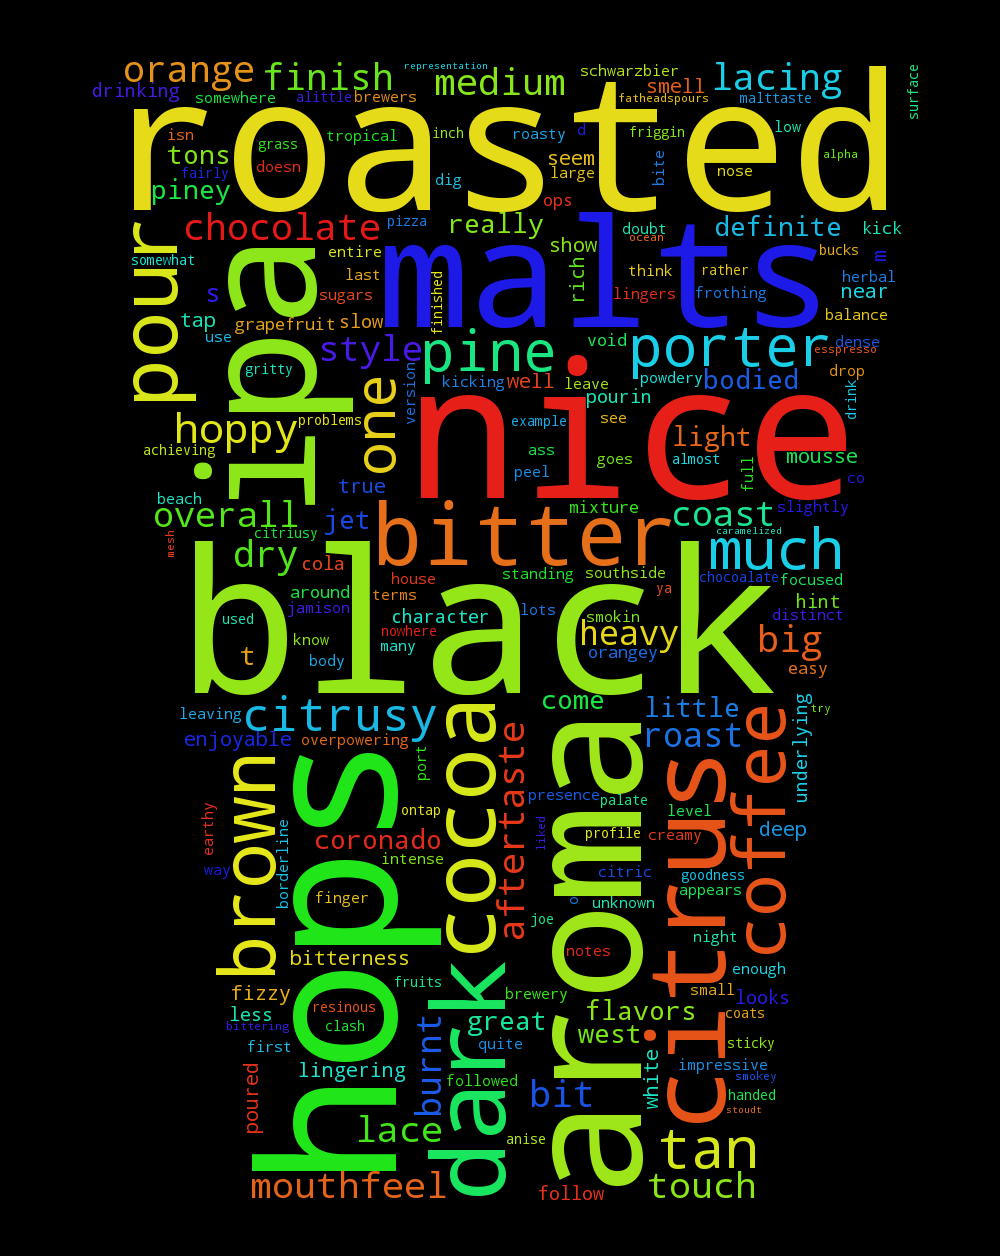 representation
orange
finish
medium
schwarzbier
lacing
smell
drinking
somewhere
alittle
brewers
fatheadspours
malttaste
surface
roasted
isn
tons
grass
tropical
inch
roasty
d
friggin
low
doesn
fairly
piney
dig
seem
large
bite
nose
alpha
ops
chocolate
pizza
really
doubt
ocean
definite
kick
pour
somewhat
ipa
entire
malts
show
rich
think
rather
bucks
m
herbal
last
finished
s
sugars
lingers
frothing
near
tap
grapefruit
slow
balance
use
style
pine
void
porter
dense
esspresso
gritty
one
version
kicking
well
leave
powdery
bodied
drop
drink
pourin
nice
hoppy
problems
example
see
light
achieving
ass
goes
almost
full
mousse
peel
co
true
beach
overall
jet
bitter
mixture
coast
slightly
citriusy
caramelized
mesh
dry
cola
much
black
house
standing
southside
chocoalate
focused
around
terms
ya
hint
jamison
character
lots
smokin
distinct
used
nowhere
heavy
big
know
many
t
body
orangey
easy
come
little
underlying
try
leaving
citrusy
cocoa
aroma
roast
coffee
enjoyable
overpowering
port
aftertaste
citrus
brown
hops
presence
palate
earthy
ontap
level
borderline
coronado
liked
profile
creamy
deep
intense
way
citric
goodness
finger
o
unknown
appears
joe
night
bitterness
notes
enough
fizzy
fruits
brewery
small
looks
resinous
dark
less
flavors
coats
bittering
clash
burnt
great
west
first
quite
sticky
lingering
white
impressive
poured
followed
smokey
bit
handed
stoudt
lace
anise
tan
mouthfeel
follow
touch